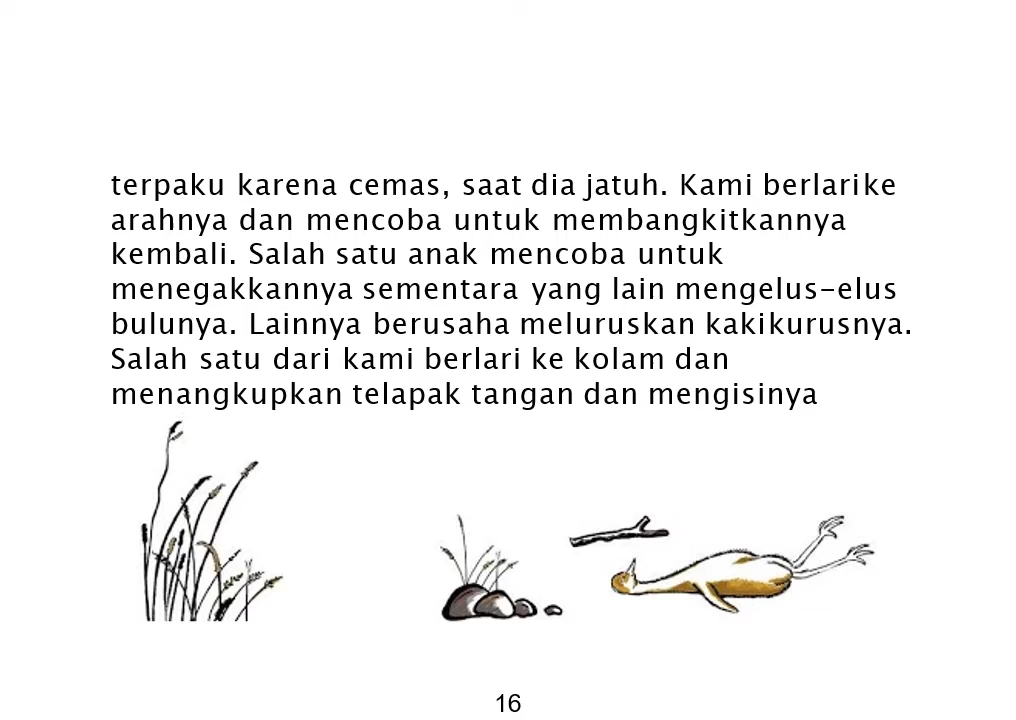 terpaku karena cemas, saat dia jatuh. Kami berlarike
arahnya dan mencoba untuk membangkitkannya
kembali. Salah satu anak mencoba untuk
menegakkannya sementara yang lain mengelus-elus
bulunya. Lainnya berusaha meluruskan kakikurusnya.
Salah satu dari kami berlari ke kolam dan
menangkupkan telapak tangan dan mengisinya
16